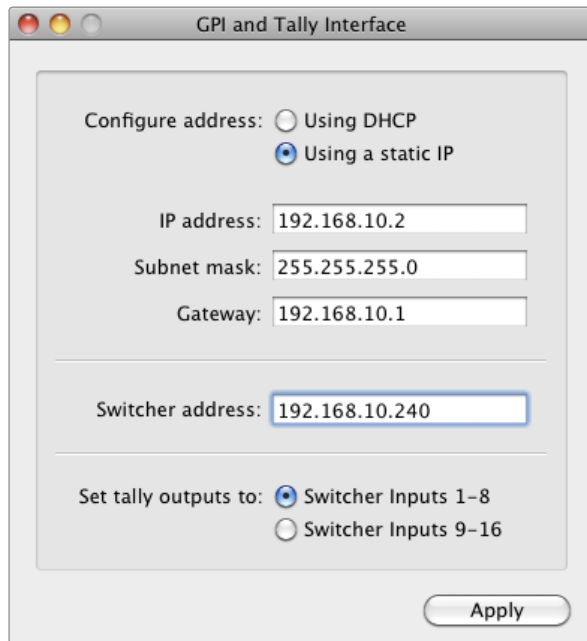 GPI and Tally Interface
Configure address: Using DHCP
Using a static IP
IP address: 192.168.10.2
Subnet mask: 255.255.255.0
Gateway: 192.168.10.1
Switcher address: 192.168.10.240
Set tally outputs to: Switcher Inputs 1–8
Switcher Inputs 9–16
Apply